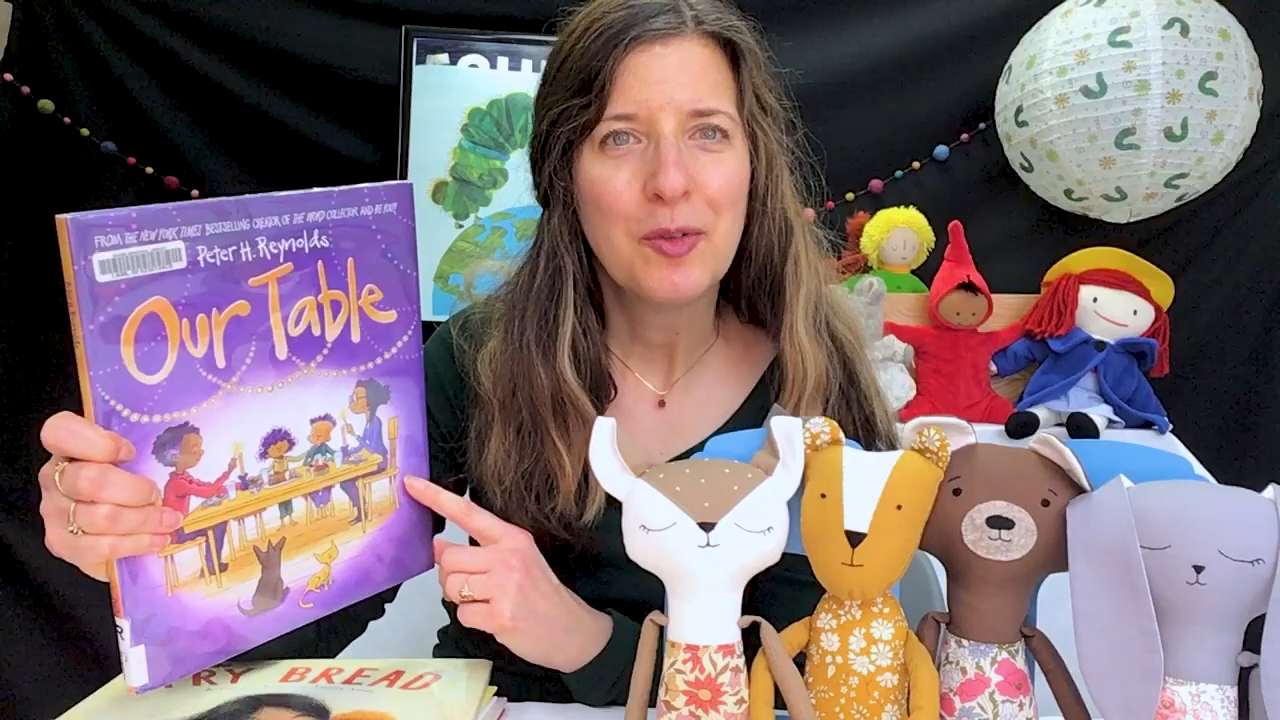 FROM THE NEW YORK TIMES BESTSELLING CREATOR OF THE WORD COLLECTOR AND BE YOU!
Peter H. Reynolds
Our Table
RY BREAD